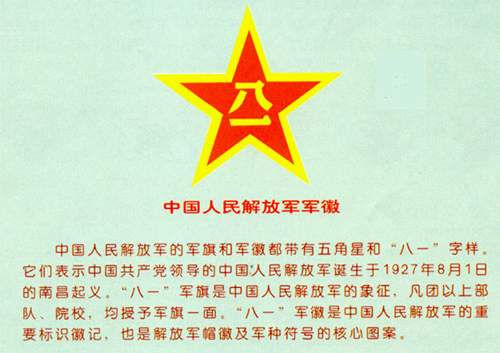 八一
中国人民解放军军徽
中国人民解放军的军旗和军徽都带有五角星和“八一”字样。
它们表示中国共产党领导的中国人民解放军诞生于1927年8月1日
的南昌起义。“八一”军旗是中国人民解放军的象征，凡团以上部
队、院校，均授予军旗一面。“八一”军徽是中国人民解放军的重
要标识徽记，也是解放军帽徽及军种符号的核心图案。